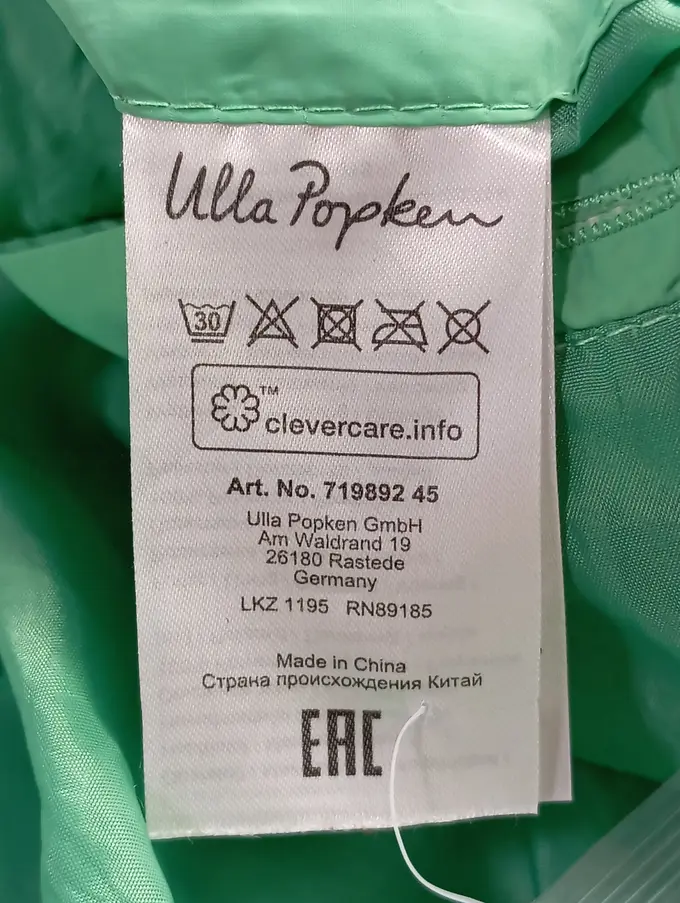 Ulla Popken
30
™
clevercare.info
Art. No. 719892 45
Ulla Popken GmbH
Am Waldrand 19
26180 Rastede
Germany
LKZ 1195 RN89185
Made in China
Страна происхождения Китай
EAC